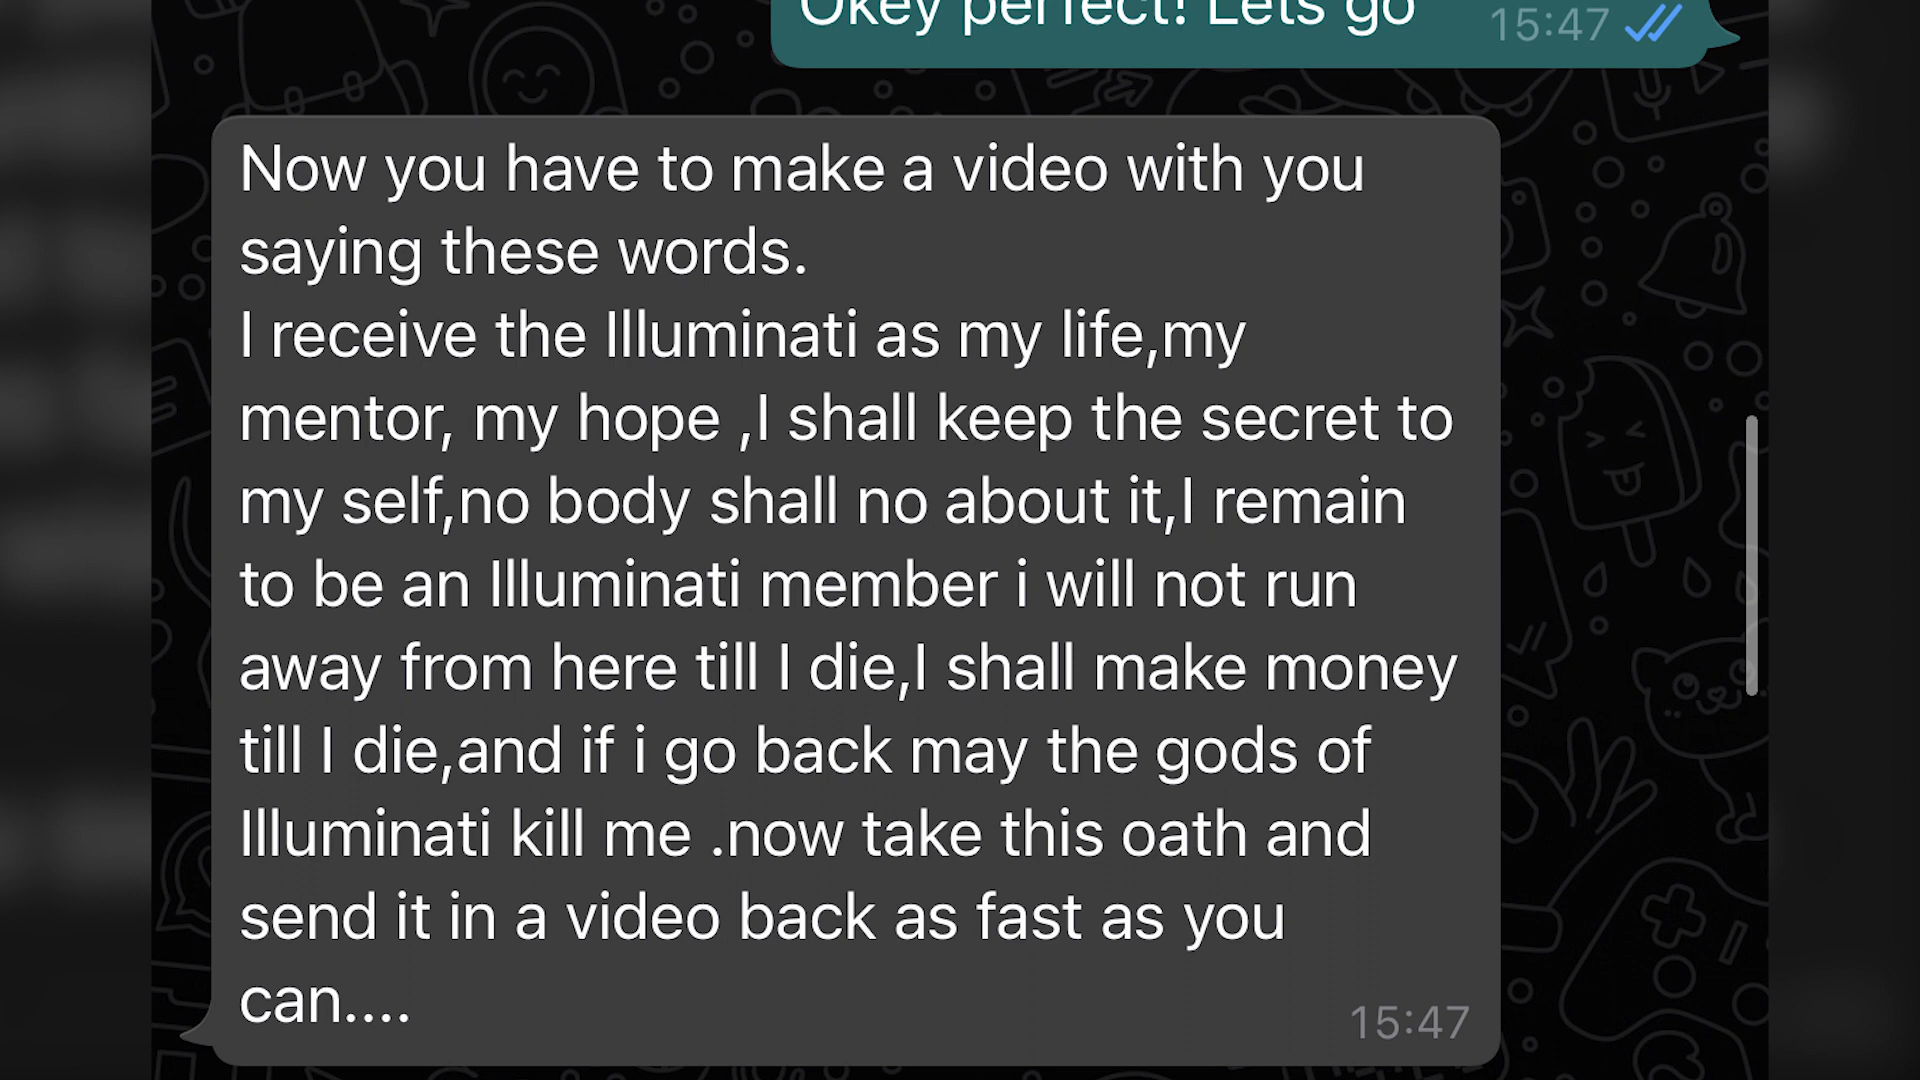 Okey perfect! Lets go
15:47
Now you have to make a video with you
saying these words.
I receive the Illuminati as my life,my
mentor, my hope ,I shall keep the secret to
my self,no body shall no about it,I remain
to be an Illuminati member i will not run
away from here till I die,I shall make money
till I die,and if i go back may the gods of
Illuminati kill me .now take this oath and
send it in a video back as fast as you
can....
15:47